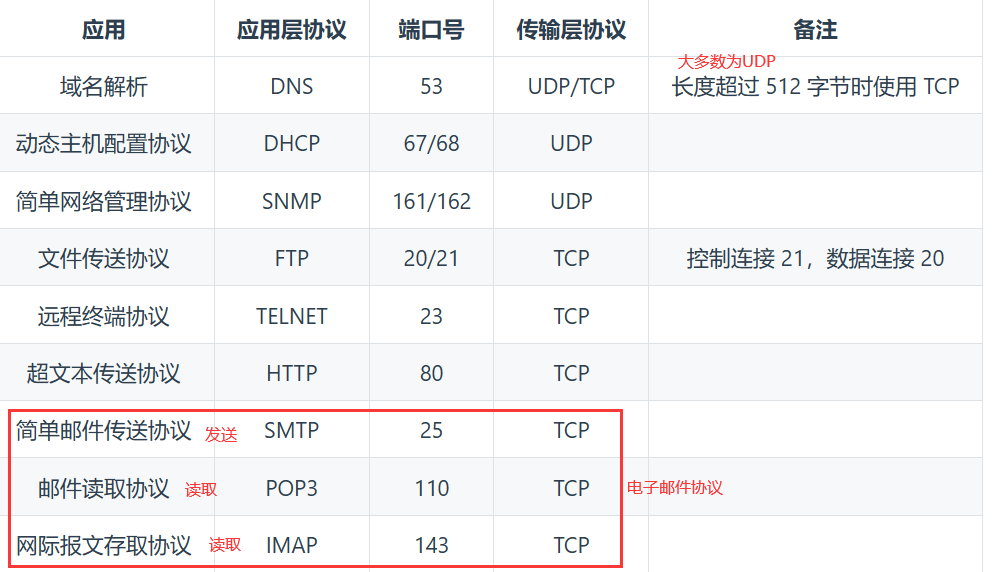 应用 应用层协议 端口号 传输层协议 备注
大多数为UDP
域名解析 DNS 53 UDP/TCP 长度超过 512 字节时使用 TCP
动态主机配置协议 DHCP 67/68 UDP
简单网络管理协议 SNMP 161/162 UDP
文件传送协议 FTP 20/21 TCP 控制连接 21，数据连接 20
远程终端协议 TELNET 23 TCP
超文本传送协议 HTTP 80 TCP
简单邮件传送协议 发送 SMTP 25 TCP
邮件读取协议 读取 POP3 110 TCP 电子邮件协议
网际报文存取协议 读取 IMAP 143 TCP